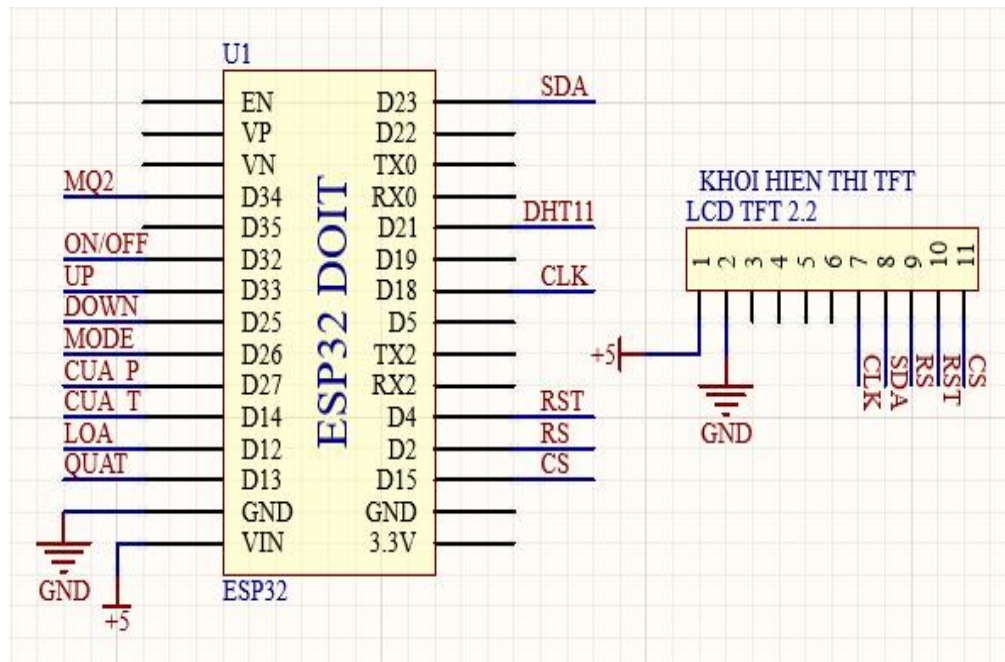 U1
EN
VP
VN
D34
D35
D32
D33
D25
D26
D27
D14
D12
D13
GND
VIN
D23
D22
TX0
RX0
D21
D19
D18
D5
TX2
RX2
D4
D2
D15
GND
3.3V
ESP32 DOIT
ESP32
MQ2
ON/OFF
UP
DOWN
MODE
CUA P
CUA T
LOA
QUAT
GND
+5
SDA
DHT11
CLK
RST
RS
CS
KHOI HIEN THI TFT
LCD TFT 2.2
1 2 3 4 5 6 7 8 9 10 11
+5
GND
CLK
SDA
RS
RST
CS